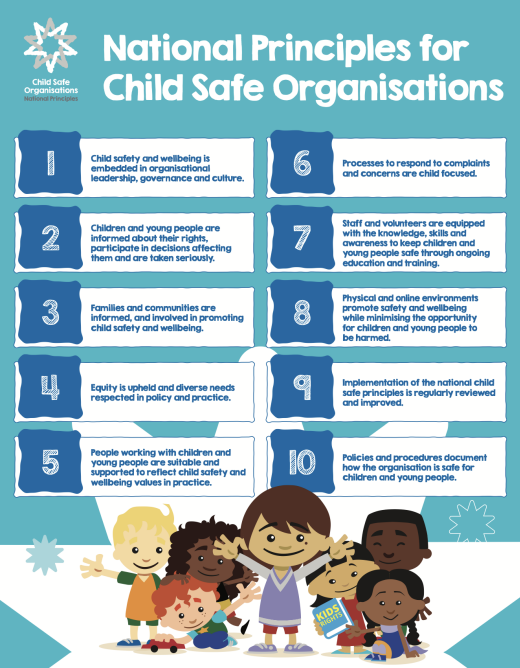 Child Safe
Organisations
National Principles
National Principles for
Child Safe Organisations
1
Child safety and wellbeing is
embedded in organisational
leadership, governance and culture.
2
Children and young people are
informed about their rights,
participate in decisions affecting
them and are taken seriously.
3
Families and communities are
informed, and involved in promoting
child safety and wellbeing.
4
Equity is upheld and diverse needs
respected in policy and practice.
5
People working with children and
young people are suitable and
supported to reflect child safety and
wellbeing values in practice.
6
Processes to respond to complaints
and concerns are child focused.
7
Staff and volunteers are equipped
with the knowledge, skills and
awareness to keep children and
young people safe through ongoing
education and training.
8
Physical and online environments
promote safety and wellbeing
while minimising the opportunity
for children and young people to
be harmed.
9
Implementation of the national child
safe principles is regularly reviewed
and improved.
10
Policies and procedures document
how the organisation is safe for
children and young people.
KIDS
RIGHTS